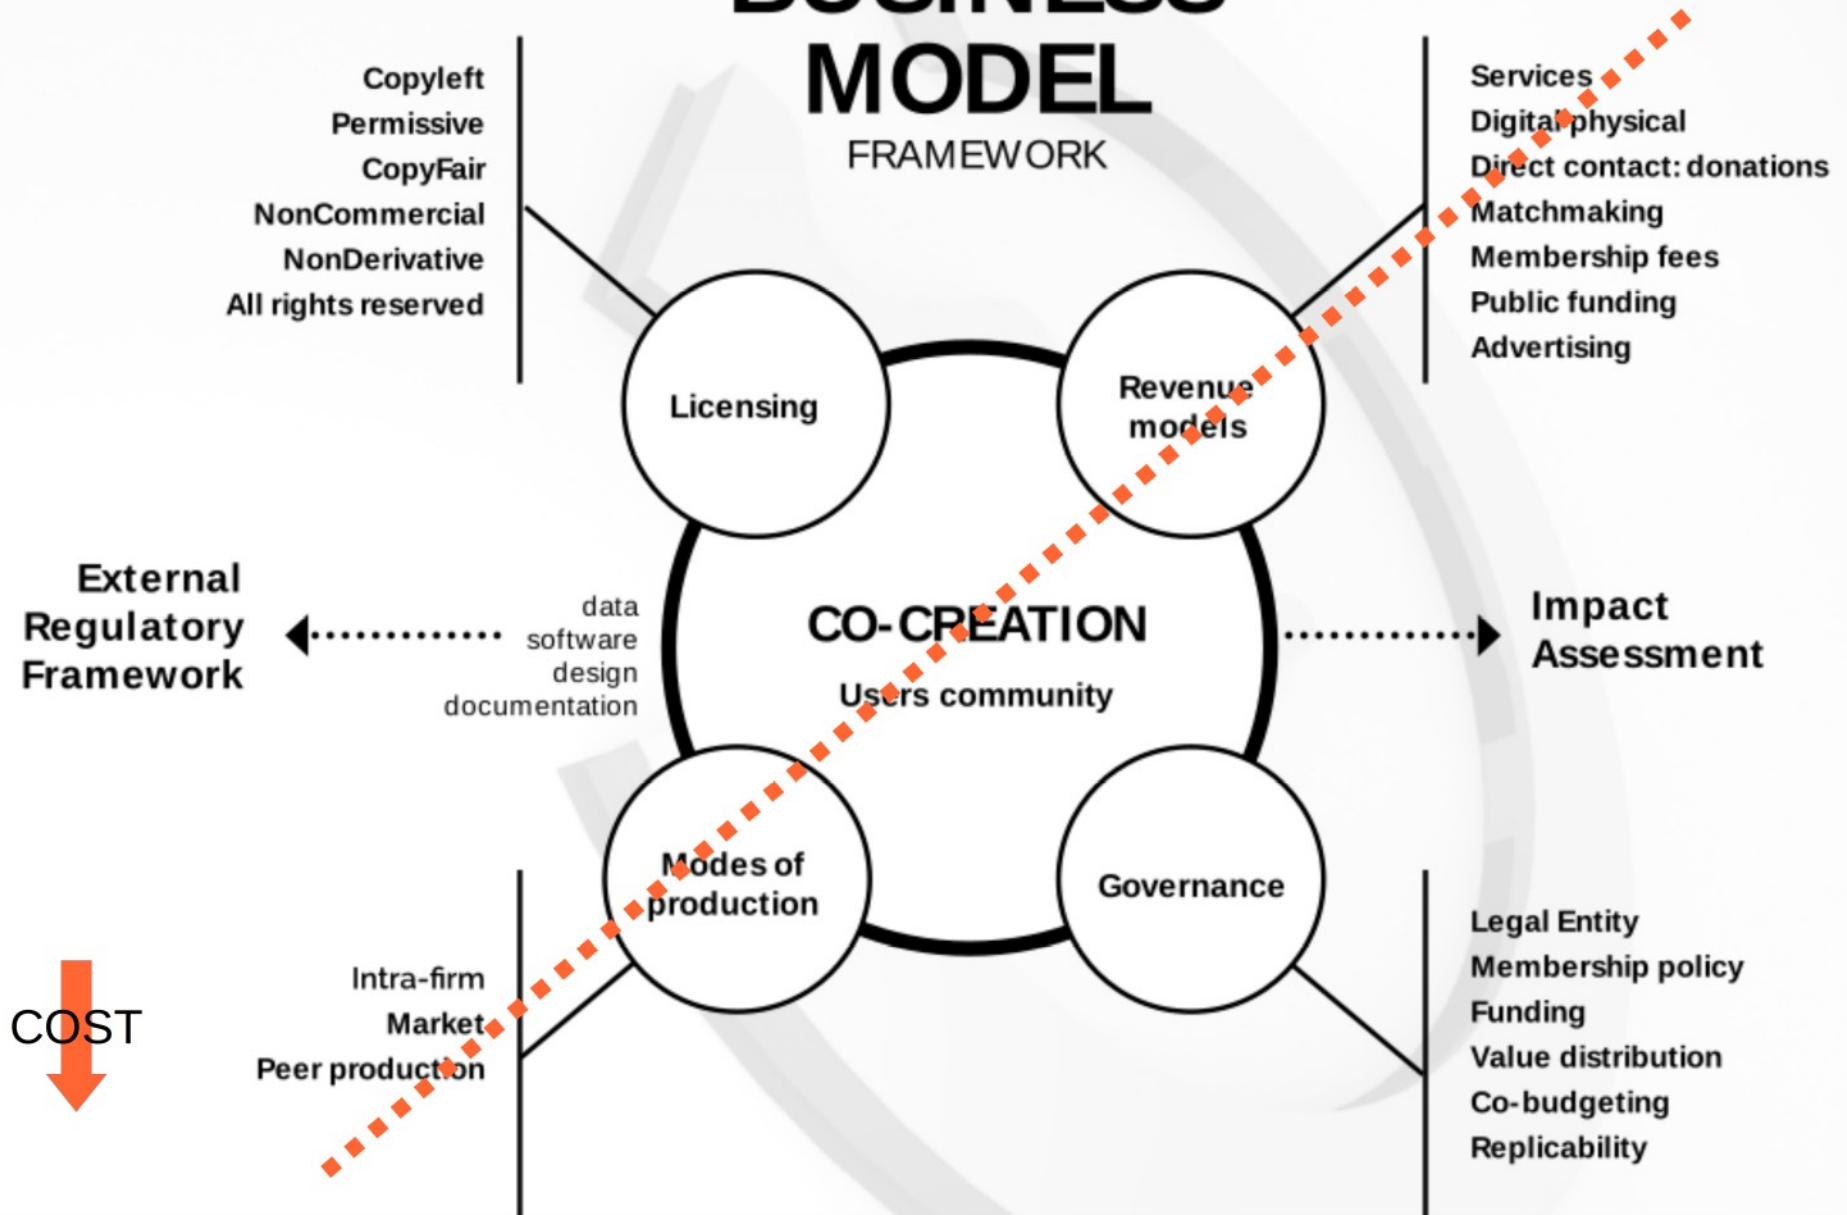 BUSINESS
MODEL
FRAMEWORK
Copyleft
Permissive
CopyFair
NonCommercial
NonDerivative
All rights reserved
Services
Digital physical
Direct contact: donations
Matchmaking
Membership fees
Public funding
Advertising
Licensing
Revenue
models
External
Regulatory
Framework
data
software
design
documentation
CO-CREATION
Users community
Impact
Assessment
Modes of
production
Governance
COST
Intra-firm
Market
Peer production
Legal Entity
Membership policy
Funding
Value distribution
Co-budgeting
Replicability